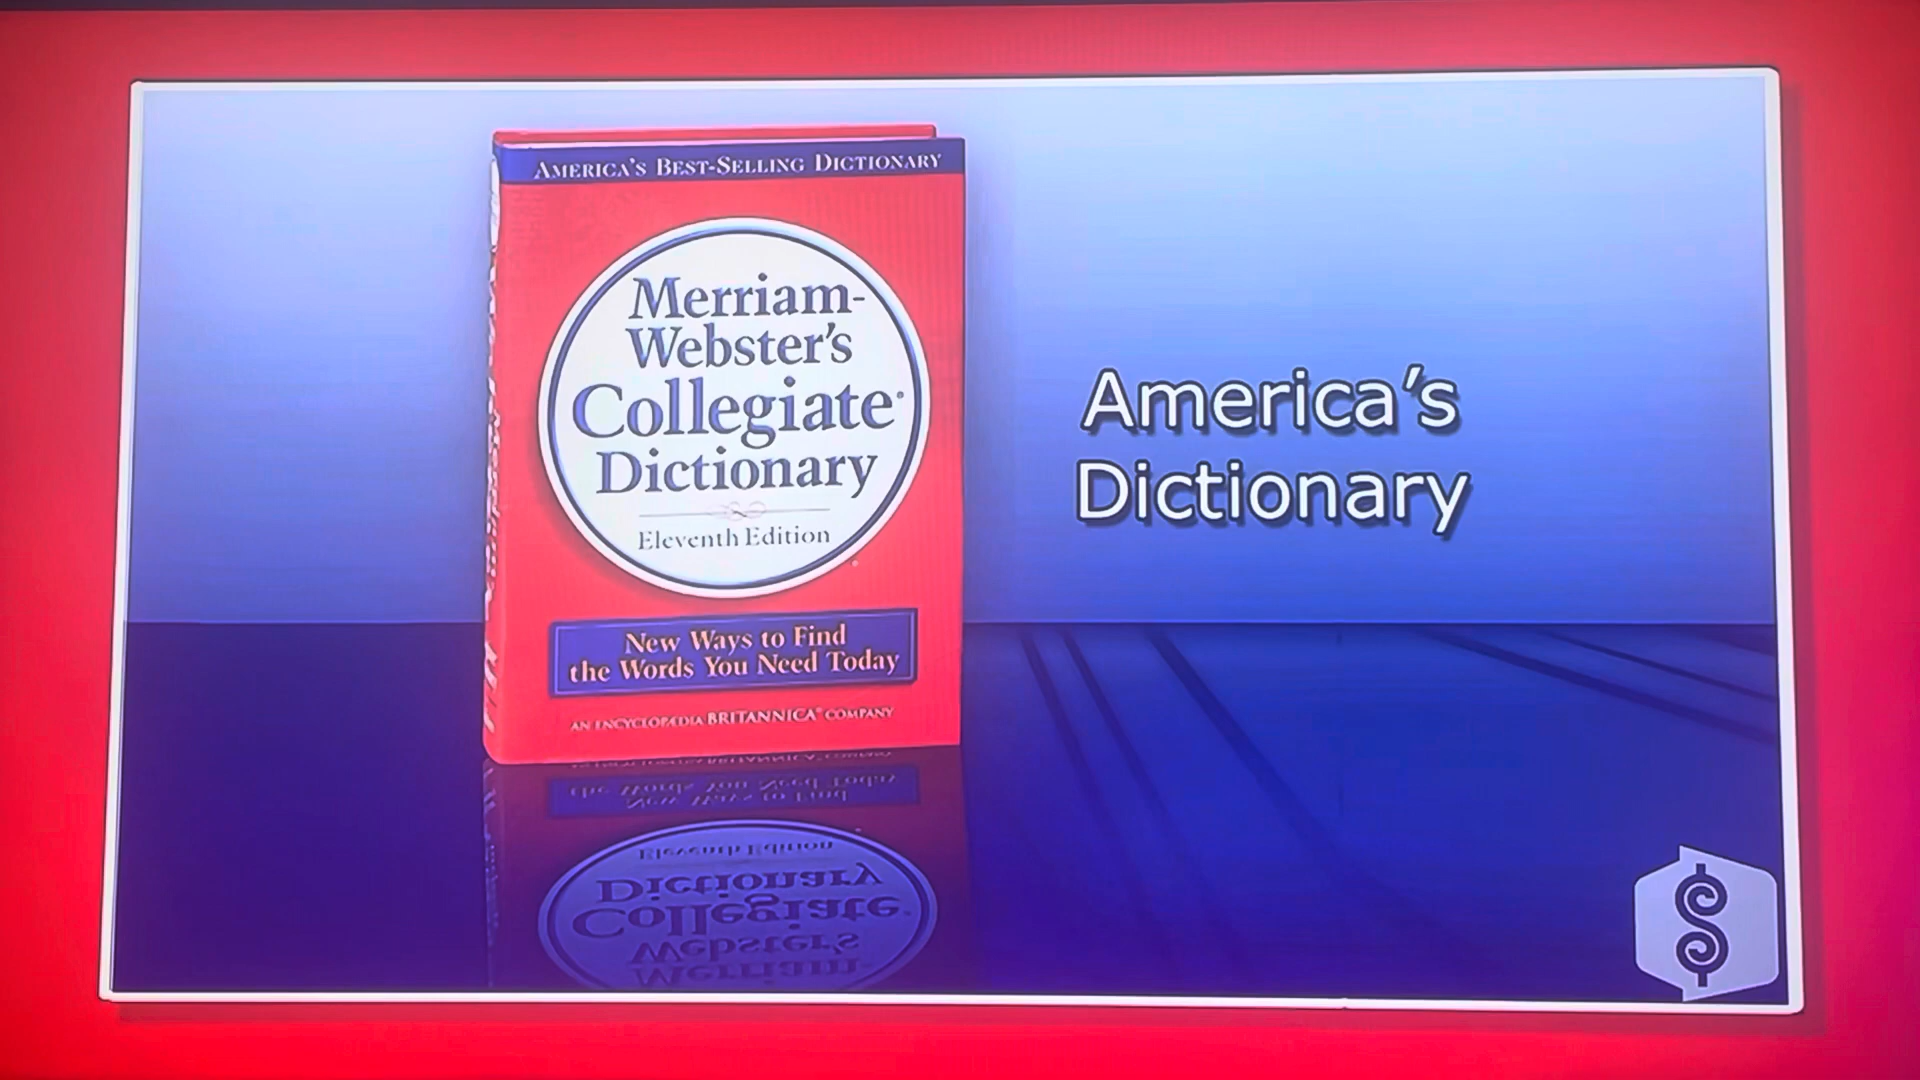 AMERICA'S BEST-SELLING DICTIONARY
Merriam-
Webster's
Collegiate®
Dictionary
Eleventh Edition
New Ways to Find
the Words You Need Today
AN ENCYCLOPÆDIA BRITANNICA® COMPANY
America's
Dictionary